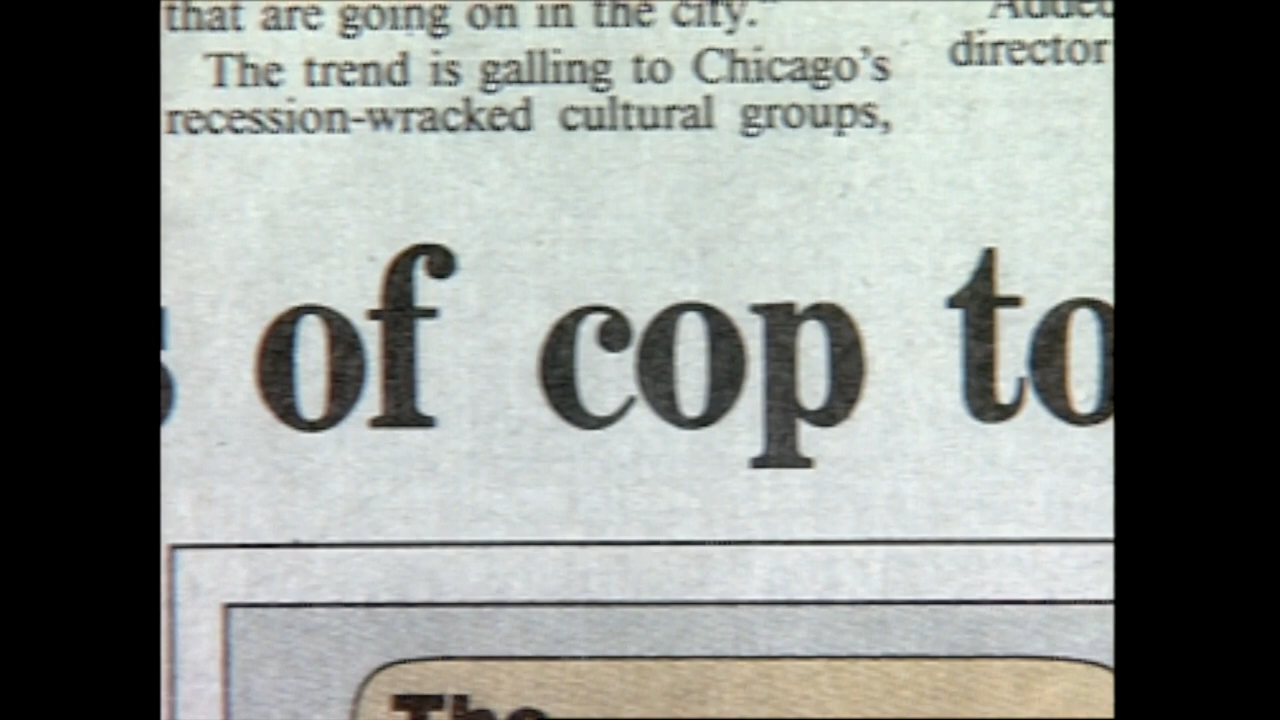 that are going on in the city."
The trend is galling to Chicago's
recession-wracked cultural groups,
Added
director
of cop to
The